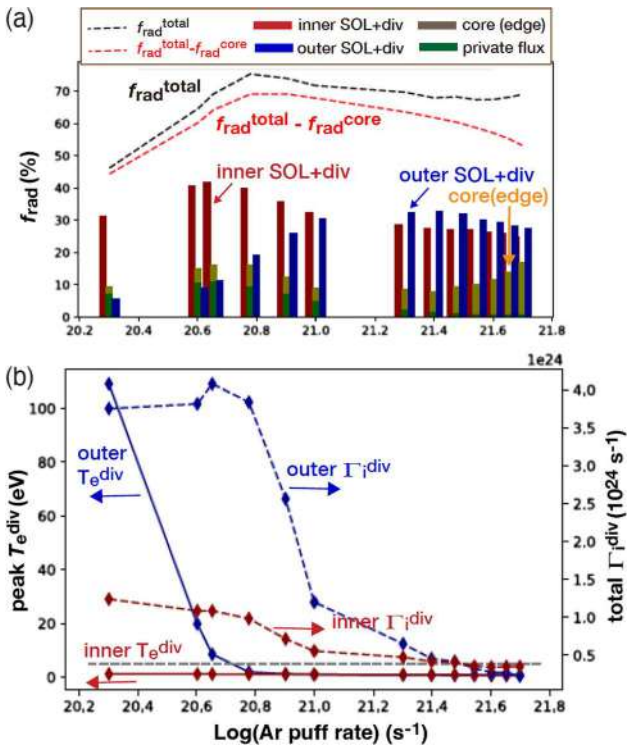 (a)
f_rad^total
inner SOL+div
core (edge)
f_rad^total-f_rad^core
outer SOL+div
private flux
f_rad^total
f_rad^total - f_rad^core
inner SOL+div
outer SOL+div
core(edge)
f_rad (%)
70
60
50
40
30
20
10
0
20.2 20.4 20.6 20.8 21.0 21.2 21.4 21.6 21.8
1e24
(b)
outer
T_e^div
outer Γ_i^div
inner Γ_i^div
inner T_e^div
peak T_e^div (eV)
100
80
60
40
20
0
total Γ_i^div (10^24 s^-1)
4.0
3.5
3.0
2.5
2.0
1.5
1.0
0.5
20,2 20,4 20,6 20,8 21,0 21,2 21,4 21,6 21,8
Log(Ar puff rate) (s^-1)